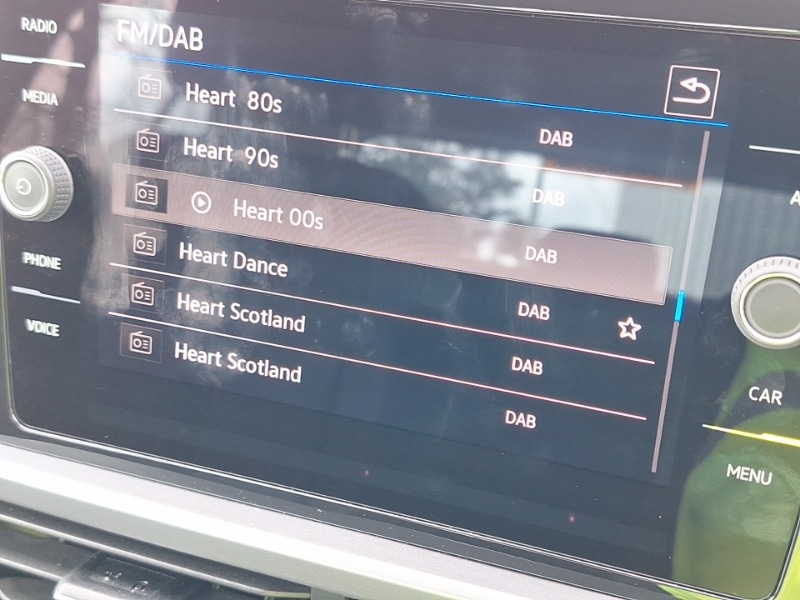 RADIO
FM/DAB
MEDIA
Heart 80s DAB
Heart 90s DAB
Heart 00s DAB
Heart Dance DAB
PHONE
Heart Scotland DAB
VOICE
Heart Scotland DAB
CAR
MENU